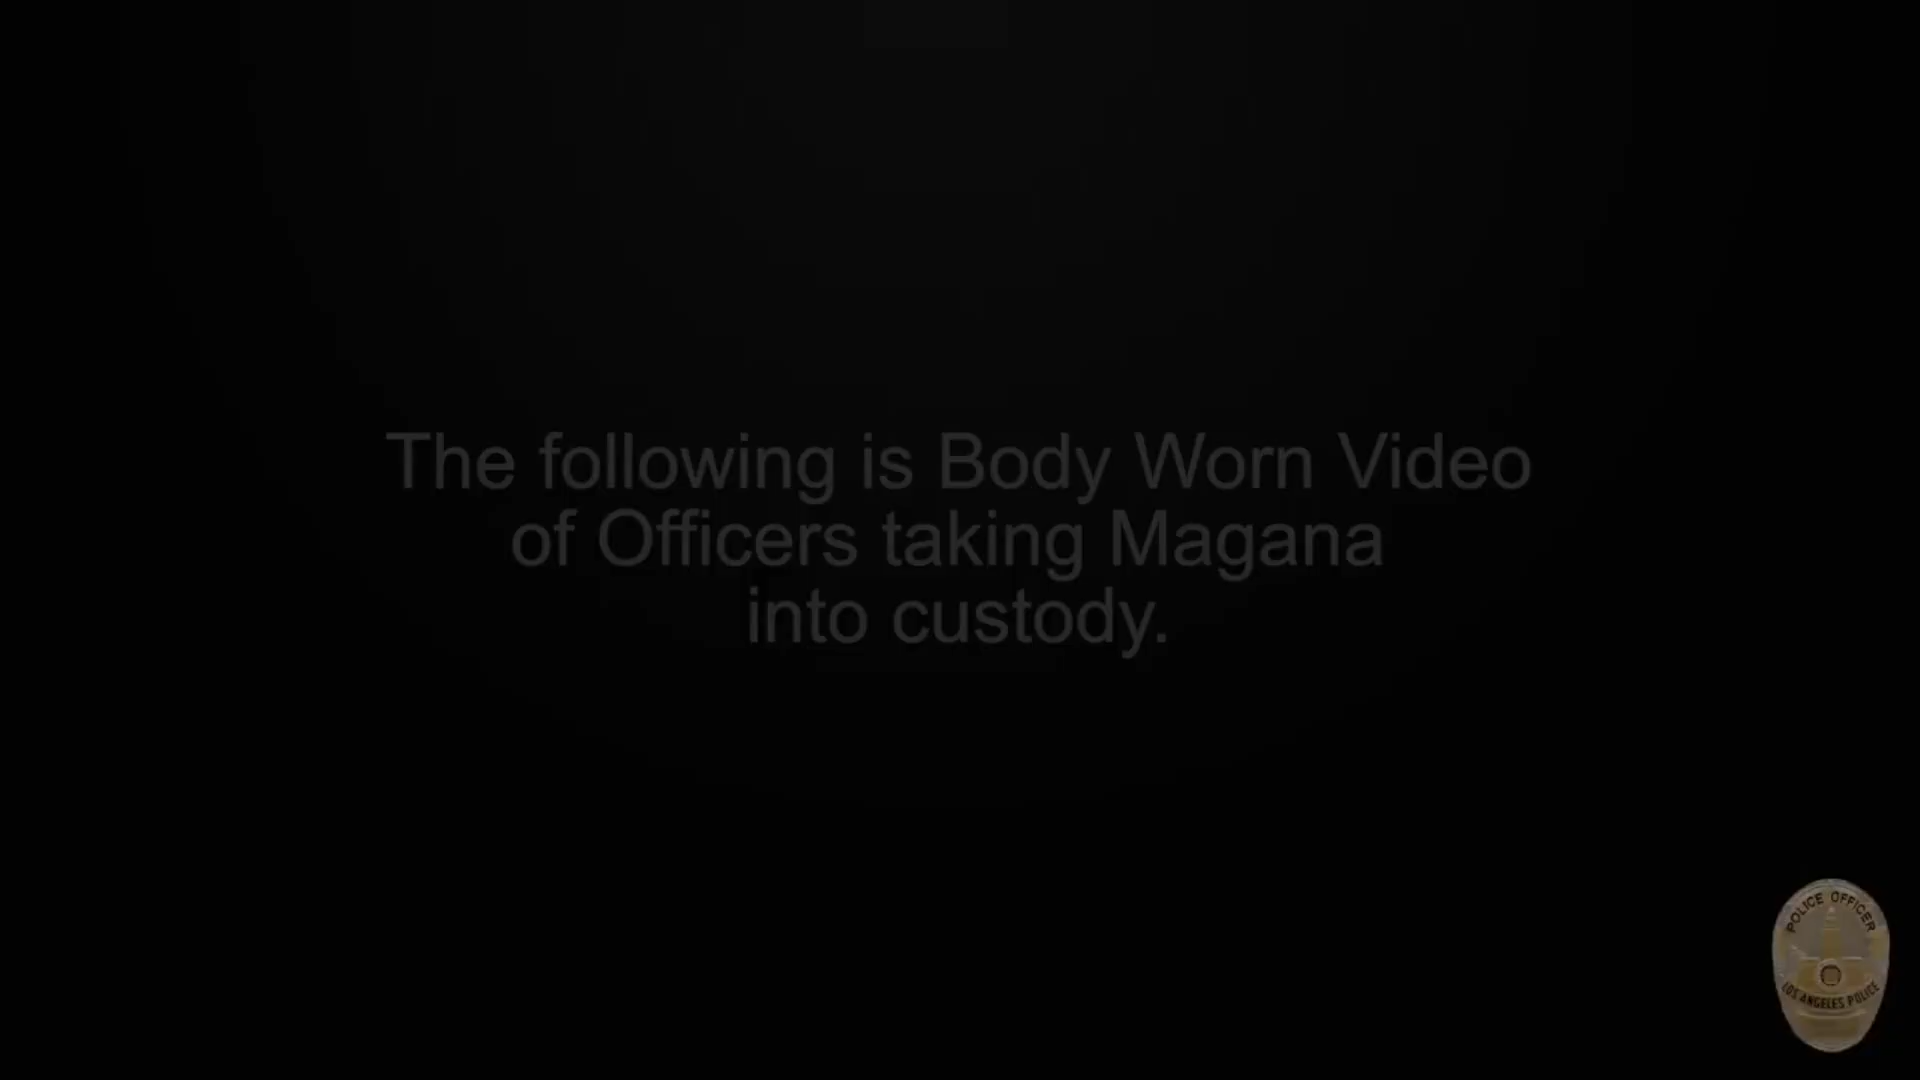 The following is Body Worn Video
of Officers taking Magana
into custody.
POLICE OFFICER
LOS ANGELES POLICE